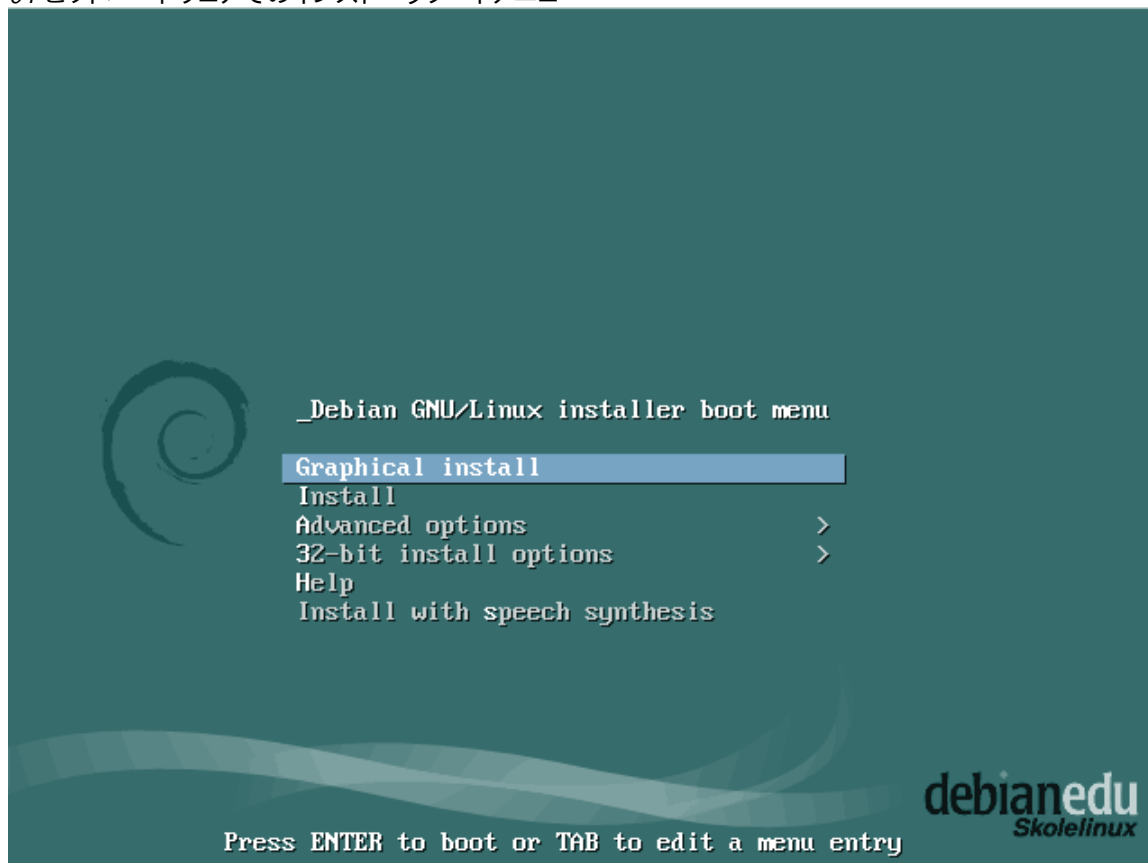 _Debian GNU/Linux installer boot menu
Graphical install
Install
Advanced options >
32-bit install options >
Help
Install with speech synthesis
debianedu
Skolelinux
Press ENTER to boot or TAB to edit a menu entry